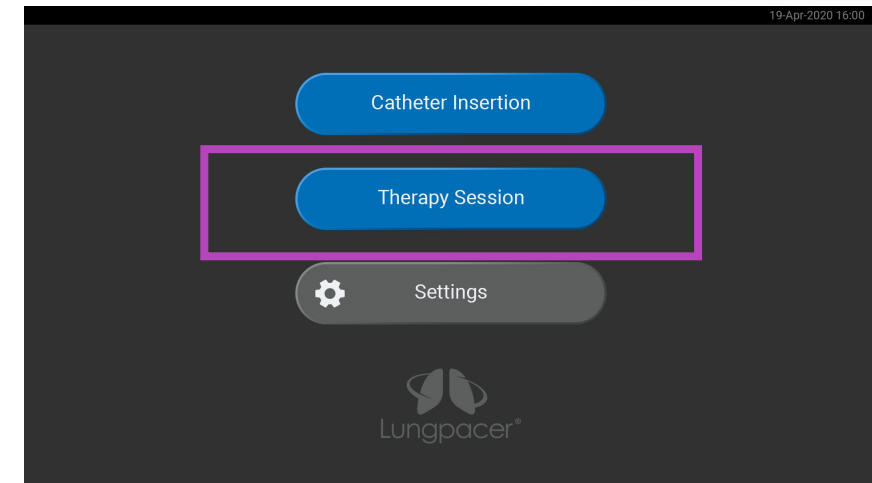 19-Apr-2020 16:00
Catheter Insertion
Therapy Session
Settings
Lungpacer®